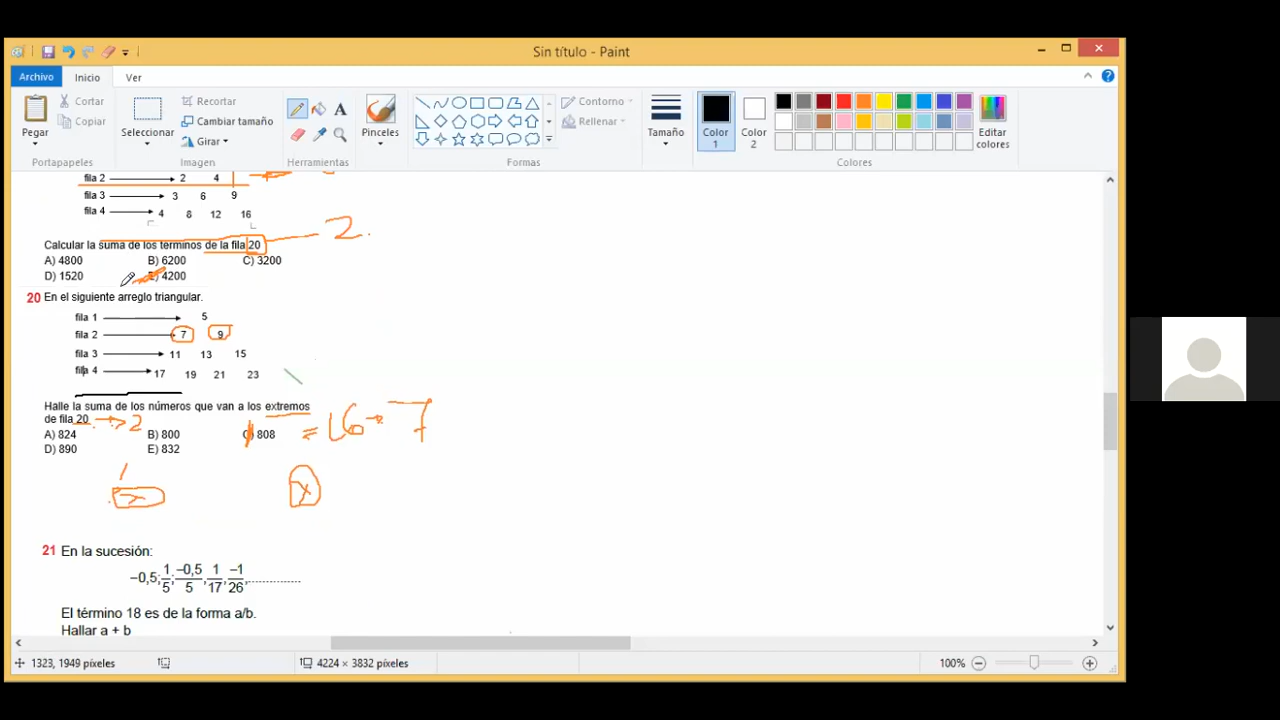 Sin título - Paint
Archivo Inicio Ver
Pegar
Cortar
Copiar
Portapapeles
Seleccionar
Recortar
Cambiar tamaño
Girar
Imagen
A
Herramientas
Pinceles
Contorno
Rellenar
Formas
Tamaño
Color 1
Color 2
Editar colores
Colores
fila 2 2 4
fila 3 3 6 9
fila 4 4 8 12 16
2
Calcular la suma de los términos de la fila 20
A) 4800 B) 6200 C) 3200
D) 1520 4200
20 En el siguiente arreglo triangular.
fila 1 5
fila 2 7 9
fila 3 11 13 15
fila 4 17 19 21 23
Halle la suma de los números que van a los extremos
de fila 20 2
A) 824 B) 800 808 = 16 7
D) 890 E) 832
x
21 En la sucesión:
−0,5; 1/5; −0,5/5, 1/17, −1/26, ..............
El término 18 es de la forma a/b.
Hallar a + b
1323, 1949 píxeles 4224 × 3832 píxeles 100%